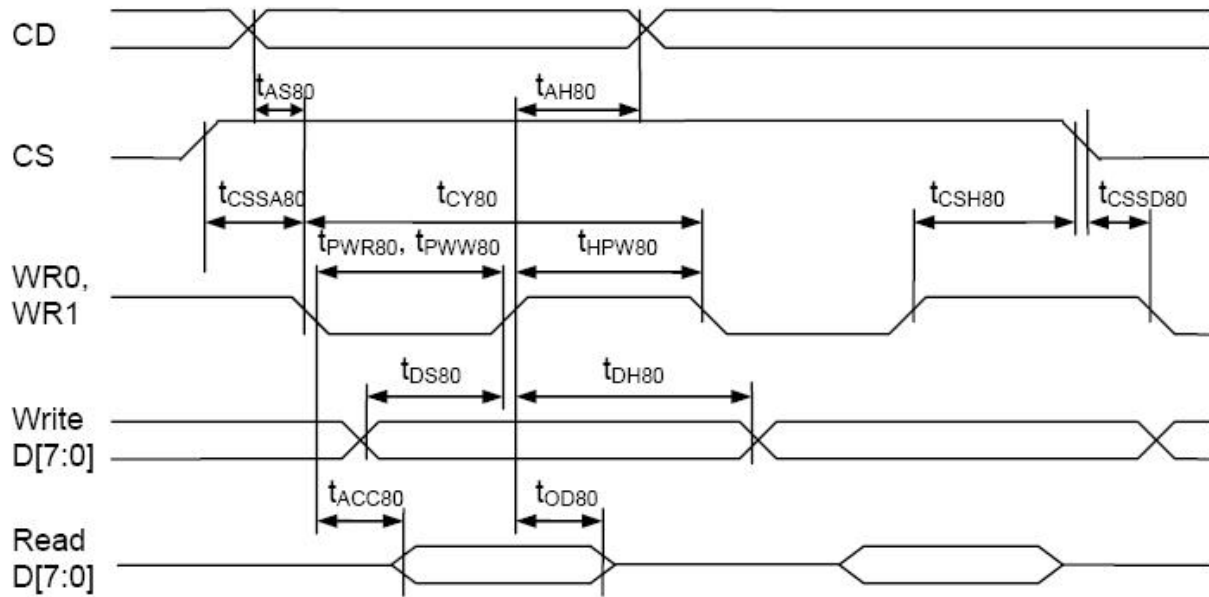 CD
tAS80 tAH80
CS
tCSSA80 tCY80 tCSH80 tCSSD80
tPWR80, tPWW80 tHPW80
WR0,
WR1
tDS80 tDH80
Write
D[7:0]
tACC80 tOD80
Read
D[7:0]